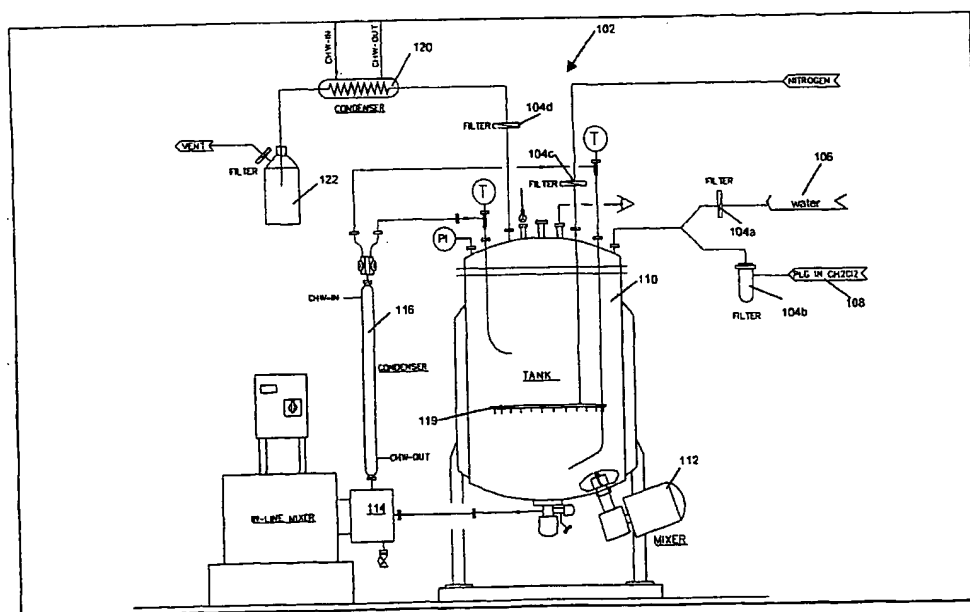 CHW-IN
CHW-OUT
120
102
CONDENSER
NITROGEN
FILTER
104d
VENT
FILTER
122
T
104c
FILTER
T
FILTER
106
water
104a
PI
110
PLG IN CH2Cl2
108
104b
FILTER
CHW-IN
116
CONDENSER
TANK
119
CHW-OUT
112
IN-LINE MIXER
114
MIXER